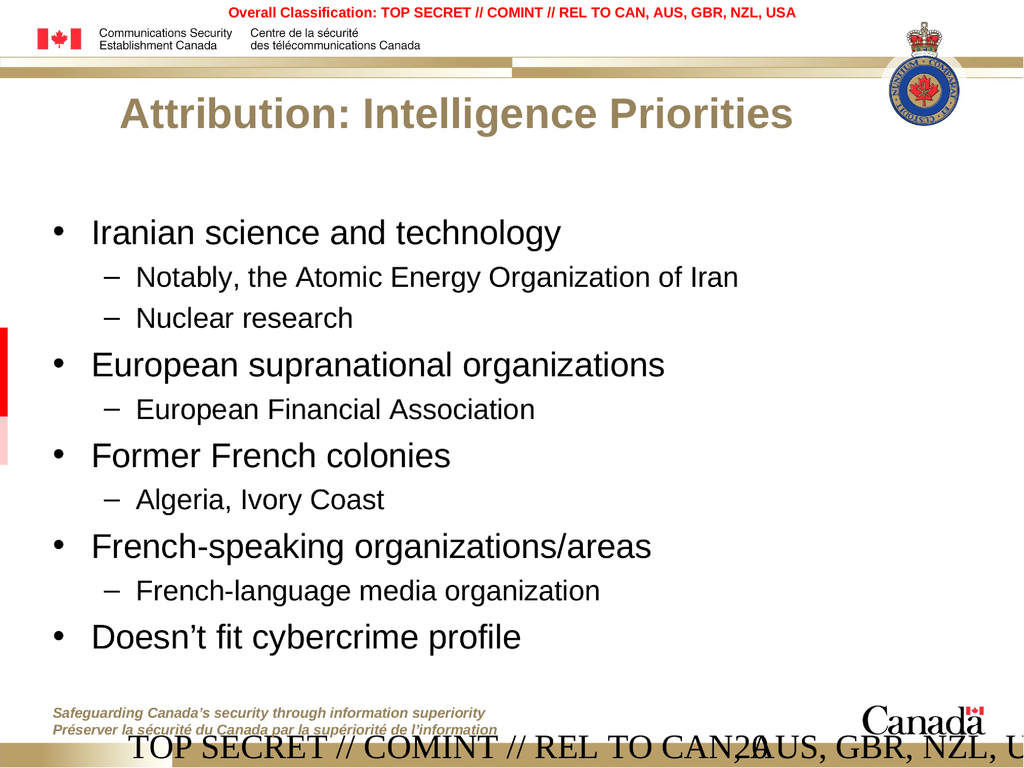 Overall Classification: TOP SECRET // COMINT // REL TO CAN, AUS, GBR, NZL, USA
Communications Security Establishment Canada
Centre de la sécurité des télécommunications Canada
NUNTIUM COMPARAT ET CUSTODIT
Attribution: Intelligence Priorities
• Iranian science and technology
– Notably, the Atomic Energy Organization of Iran
– Nuclear research
• European supranational organizations
– European Financial Association
• Former French colonies
– Algeria, Ivory Coast
• French-speaking organizations/areas
– French-language media organization
• Doesn’t fit cybercrime profile
Safeguarding Canada’s security through information superiority
Préserver la sécurité du Canada par la supériorité de l’information
Canada
TOP SECRET // COMINT // REL TO CAN, AUS, GBR, NZL, U
20